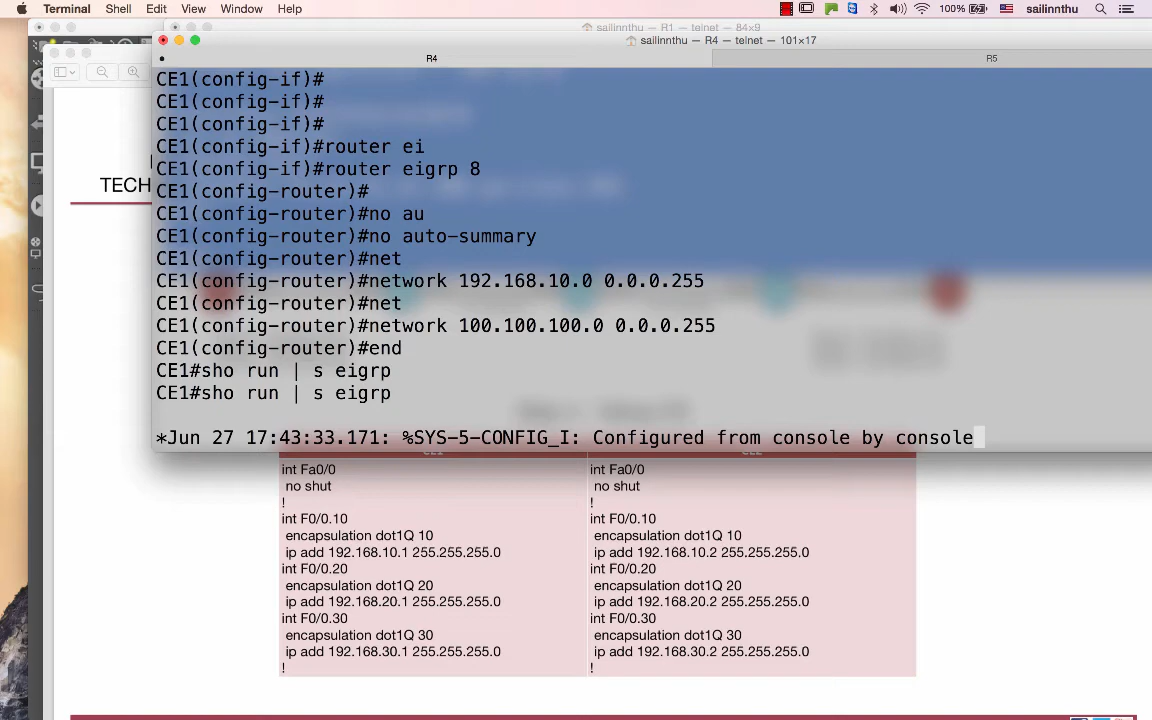 Terminal Shell Edit View Window Help 100% sailinnthu
sailinnthu — R1 — telnet — 84×9
sailinnthu — R4 — telnet — 101×17
R4 R5
CE1(config-if)#
CE1(config-if)#
CE1(config-if)#
CE1(config-if)#router ei
CE1(config-if)#router eigrp 8
CE1(config-router)#
CE1(config-router)#no au
CE1(config-router)#no auto-summary
CE1(config-router)#net
CE1(config-router)#network 192.168.10.0 0.0.0.255
CE1(config-router)#net
CE1(config-router)#network 100.100.100.0 0.0.0.255
CE1(config-router)#end
CE1#sho run | s eigrp
CE1#sho run | s eigrp
*Jun 27 17:43:33.171: %SYS-5-CONFIG_I: Configured from console by console
TECH
int Fa0/0
no shut
!
int F0/0.10
encapsulation dot1Q 10
ip add 192.168.10.1 255.255.255.0
int F0/0.20
encapsulation dot1Q 20
ip add 192.168.20.1 255.255.255.0
int F0/0.30
encapsulation dot1Q 30
ip add 192.168.30.1 255.255.255.0
!
int Fa0/0
no shut
!
int F0/0.10
encapsulation dot1Q 10
ip add 192.168.10.2 255.255.255.0
int F0/0.20
encapsulation dot1Q 20
ip add 192.168.20.2 255.255.255.0
int F0/0.30
encapsulation dot1Q 30
ip add 192.168.30.2 255.255.255.0
!